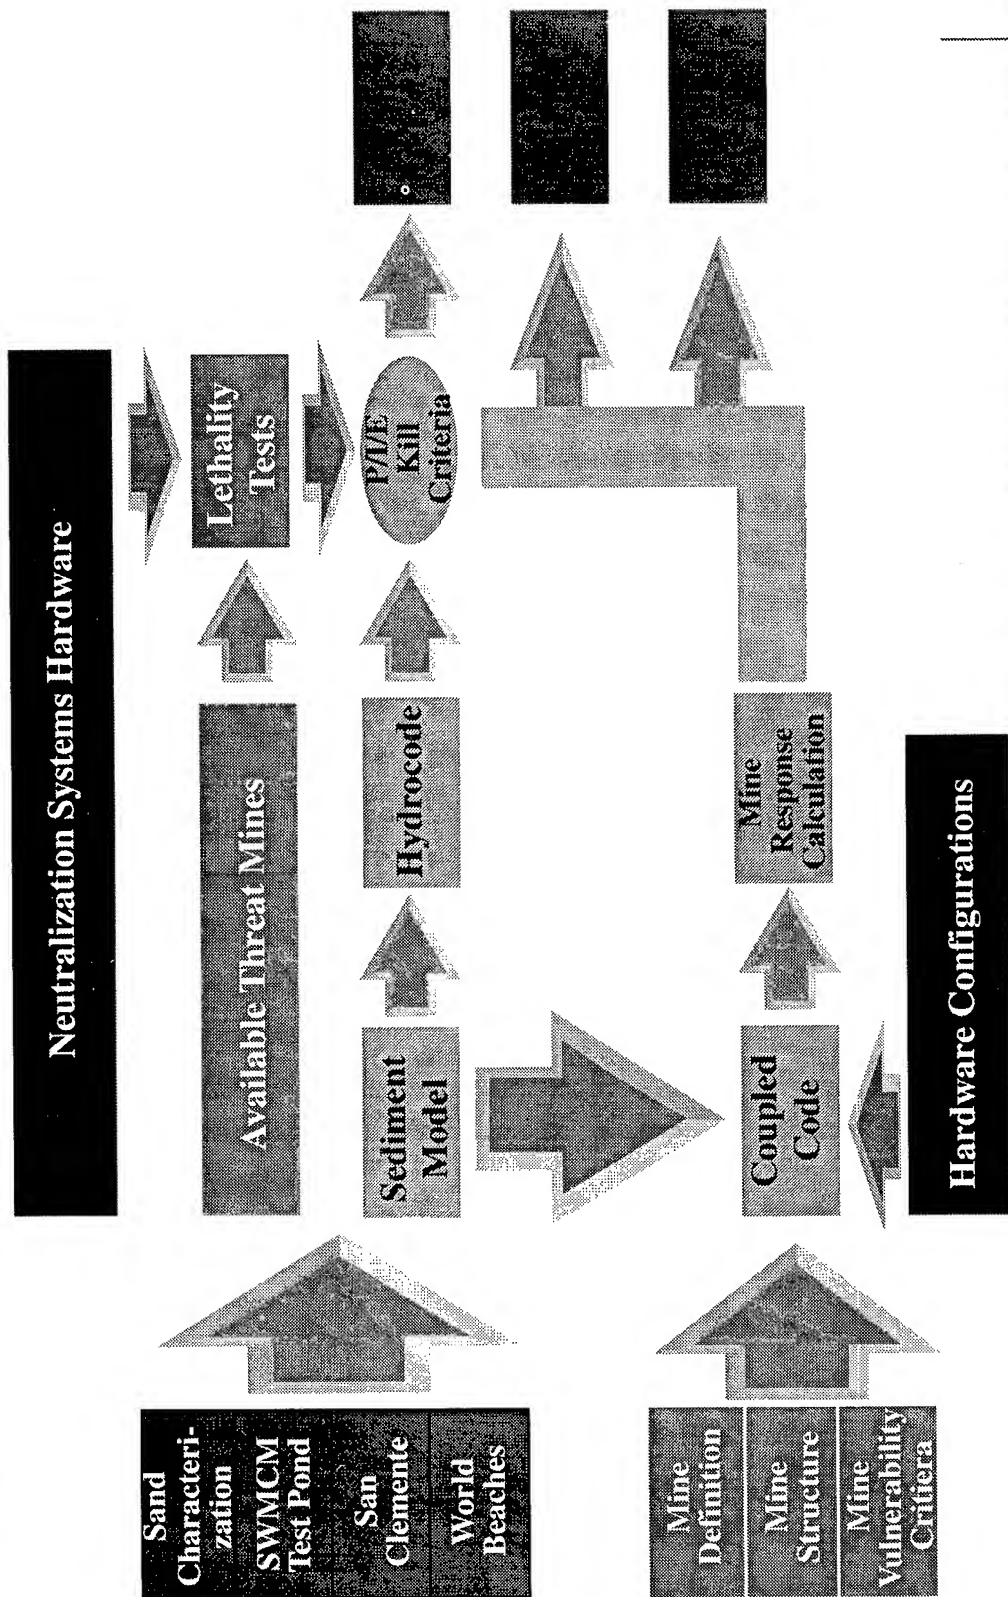 Neutralization Systems Hardware
Sand
Characteri-
zation
SWMCM
Test Pond
San
Clemente
World
Beaches
Available Threat Mines
Lethality
Tests
Sediment
Model
Hydrocode
P/I/E
Kill
Criteria
Mine
Definition
Mine
Structure
Mine
Vulnerability
Critiera
Coupled
Code
Mine
Response
Calculation
Hardware Configurations